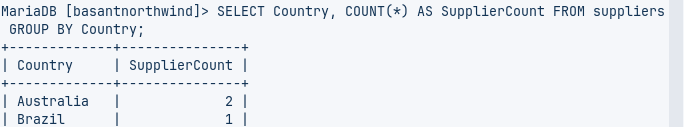 MariaDB [basantnorthwind]> SELECT Country, COUNT(*) AS SupplierCount FROM suppliers
 GROUP BY Country;
+-------------+---------------+
| Country     | SupplierCount |
+-------------+---------------+
| Australia   |             2 |
| Brazil      |             1 |